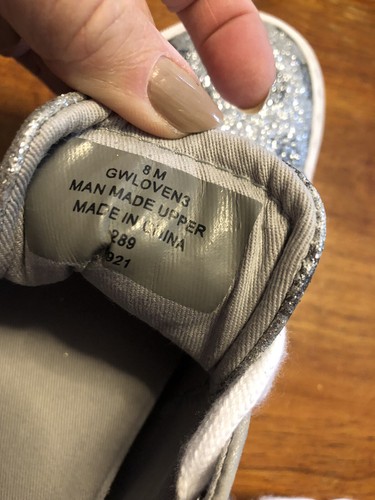 8 M
GWLOVEN3
MAN MADE UPPER
MADE IN CHINA
289
921